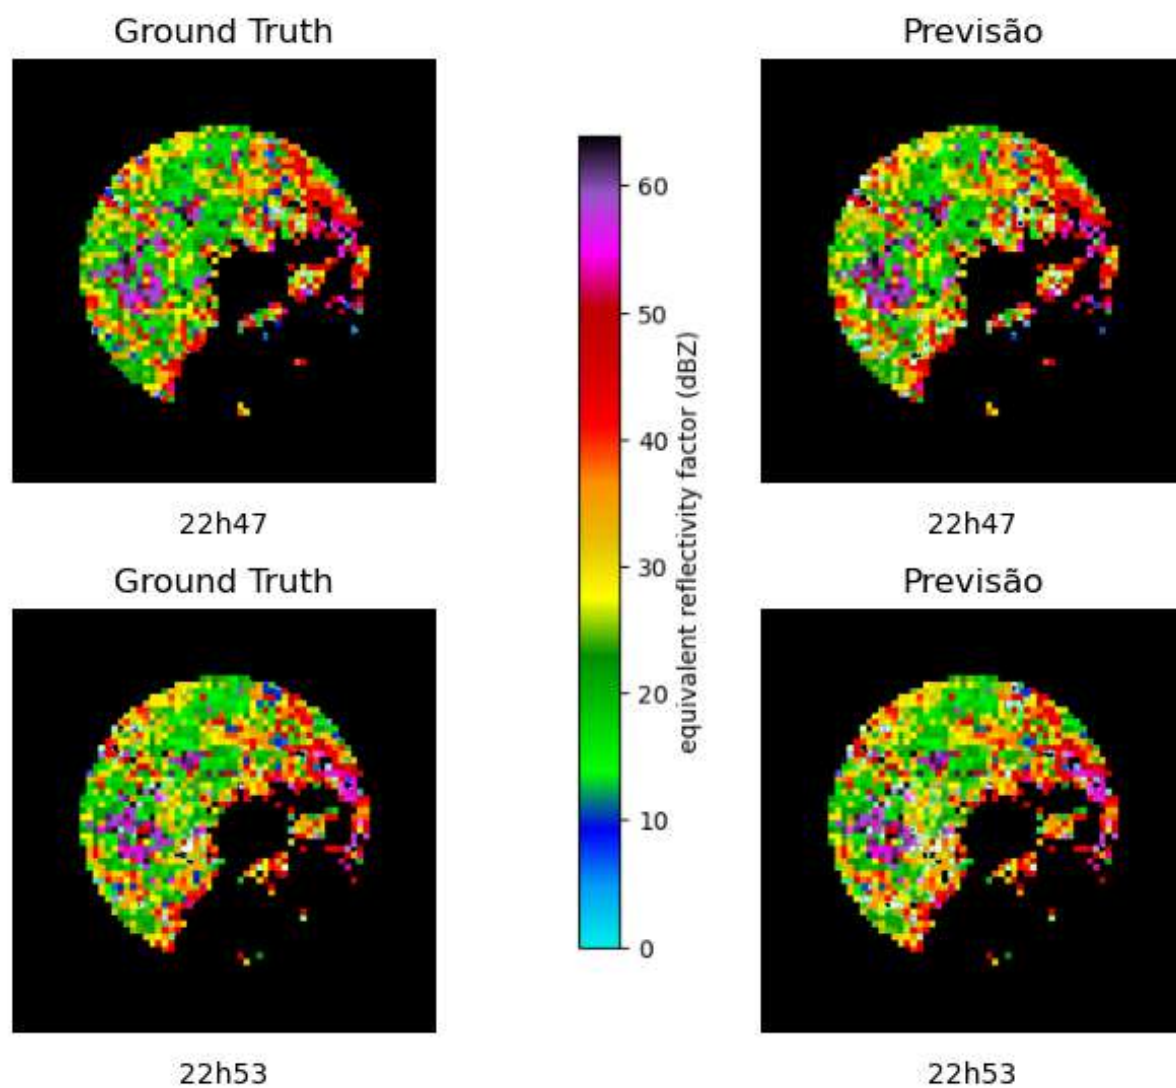 Ground Truth
Previsão
22h47
22h47
60
50
40
30
20
10
0
equivalent reflectivity factor (dBZ)
Ground Truth
Previsão
22h53
22h53